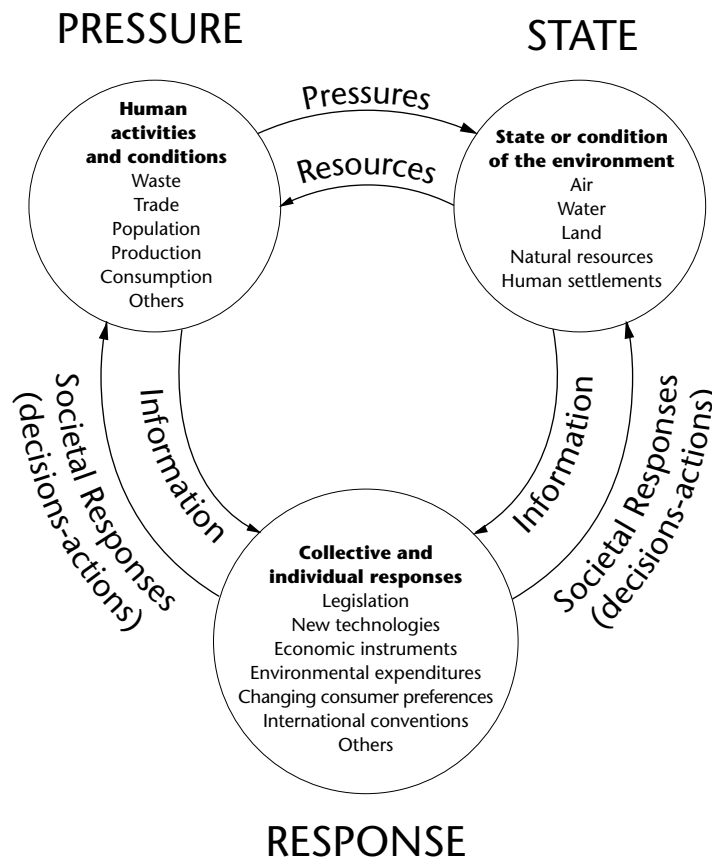 PRESSURE
STATE
Human
activities
and conditions
Waste
Trade
Population
Production
Consumption
Others
Pressures
Resources
State or condition
of the environment
Air
Water
Land
Natural resources
Human settlements
Societal Responses
(decisions-actions)
Information
Information
Societal Responses
(decisions-actions)
Collective and
individual responses
Legislation
New technologies
Economic instruments
Environmental expenditures
Changing consumer preferences
International conventions
Others
RESPONSE